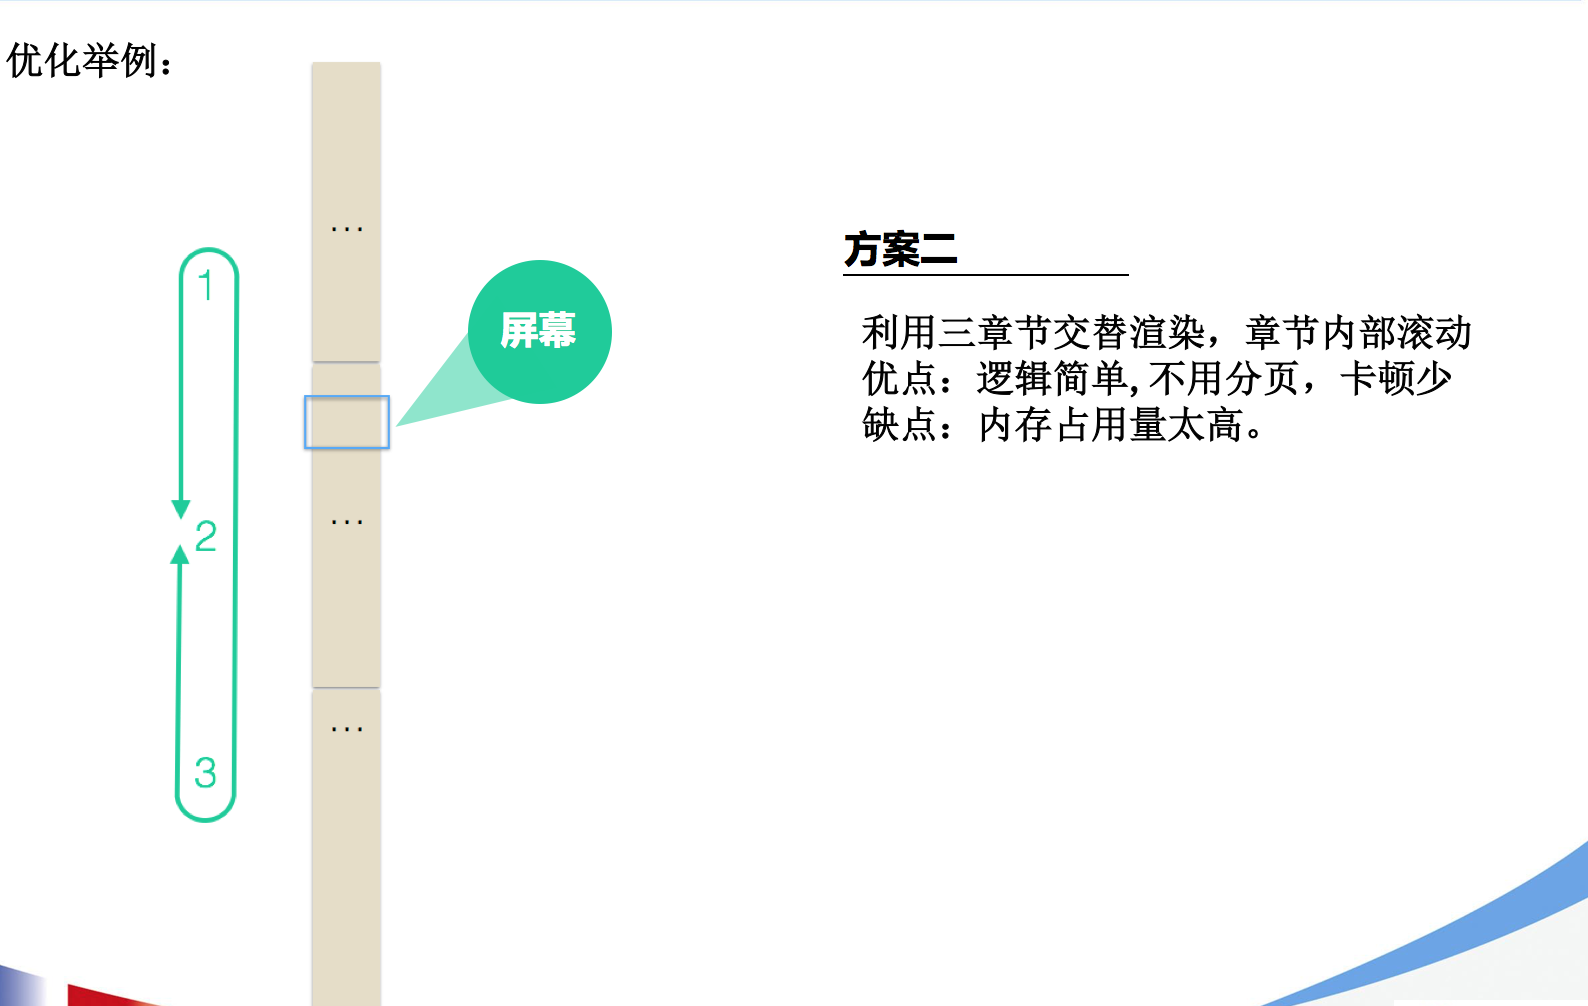 优化举例：
...
1
屏幕
方案二
利用三章节交替渲染，章节内部滚动
优点：逻辑简单,不用分页，卡顿少
缺点：内存占用量太高。
...
2
...
3